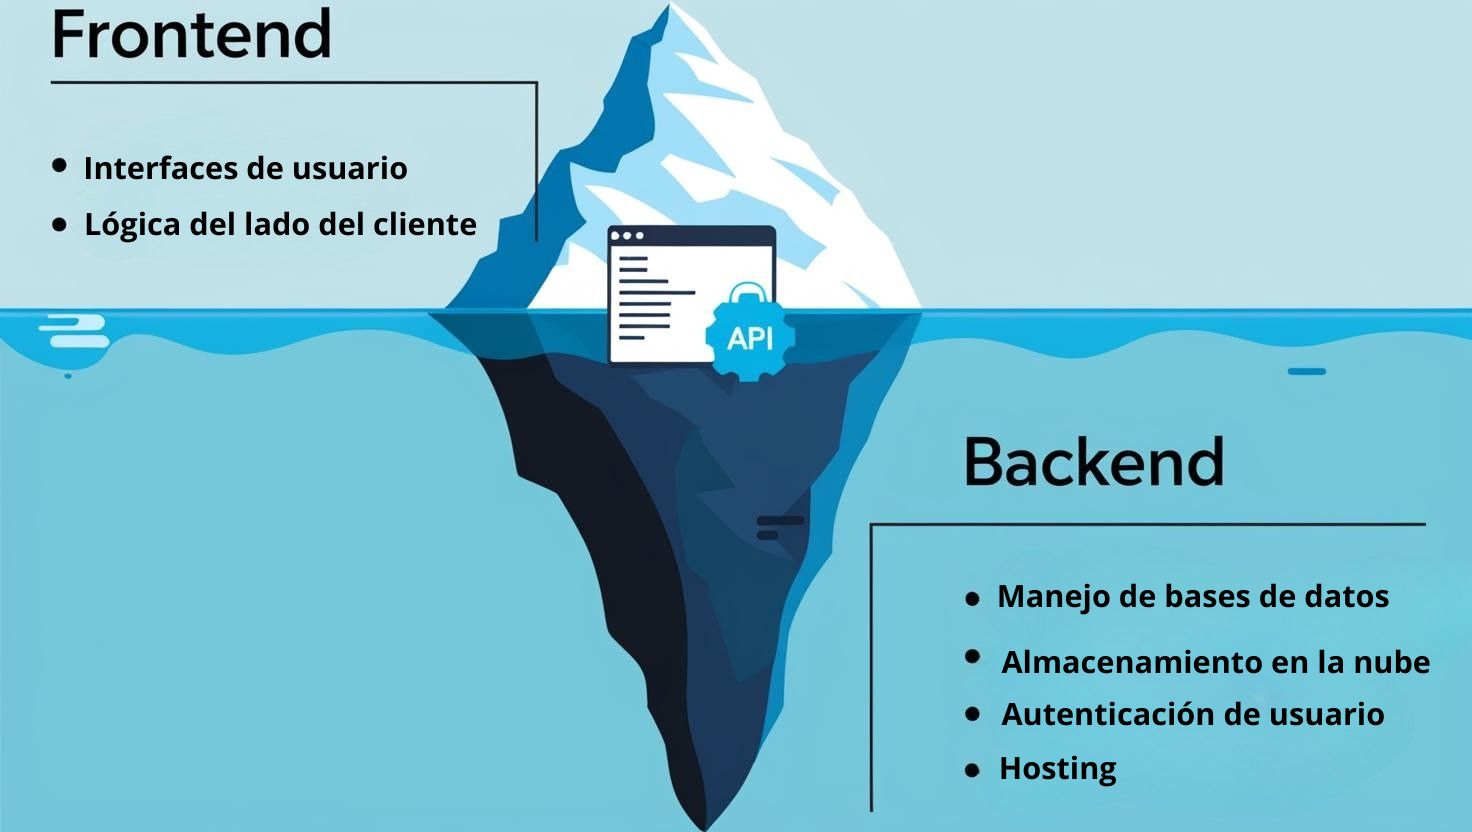 Frontend
Interfaces de usuario
Lógica del lado del cliente
API
Backend
Manejo de bases de datos
Almacenamiento en la nube
Autenticación de usuario
Hosting